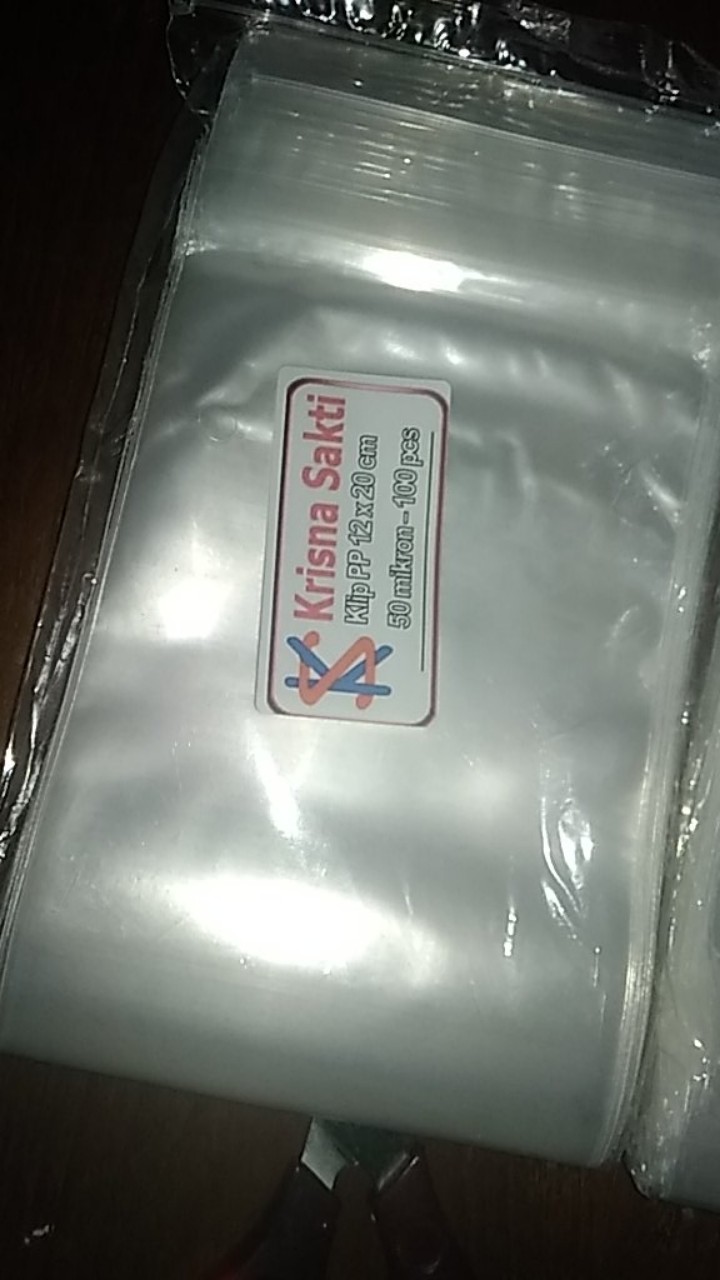 Krisna Sakti
Klip PP 12 x 20 cm
50 mikron - 100 pcs